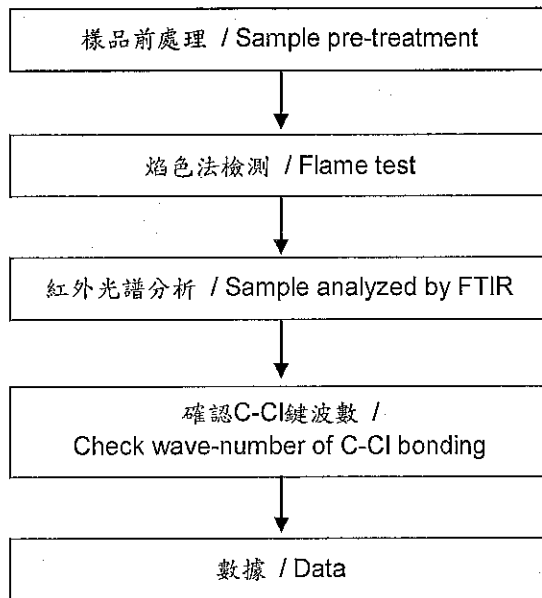 樣品前處理 / Sample pre-treatment
焰色法檢測 / Flame test
紅外光譜分析 / Sample analyzed by FTIR
確認C-Cl鍵波數 /
Check wave-number of C-Cl bonding
數據 / Data